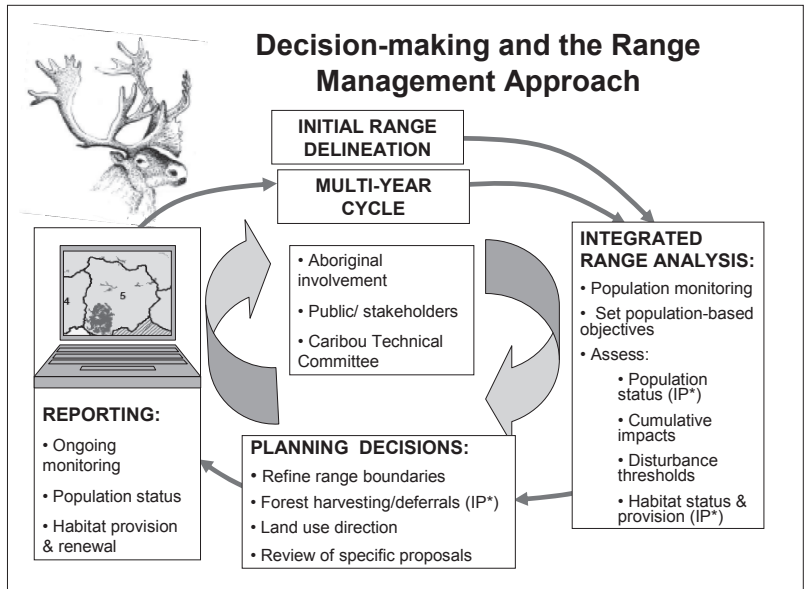 Decision-making and the Range
Management Approach
INITIAL RANGE
DELINEATION
MULTI-YEAR
CYCLE
• Aboriginal
involvement
• Public/ stakeholders
• Caribou Technical
Committee
INTEGRATED
RANGE ANALYSIS:
• Population monitoring
• Set population-based
objectives
• Assess:
• Population
status (IP*)
• Cumulative
impacts
• Disturbance
thresholds
• Habitat status &
provision (IP*)
PLANNING DECISIONS:
• Refine range boundaries
• Forest harvesting/deferrals (IP*)
• Land use direction
• Review of specific proposals
4
5
REPORTING:
• Ongoing
monitoring
• Population status
• Habitat provision
& renewal